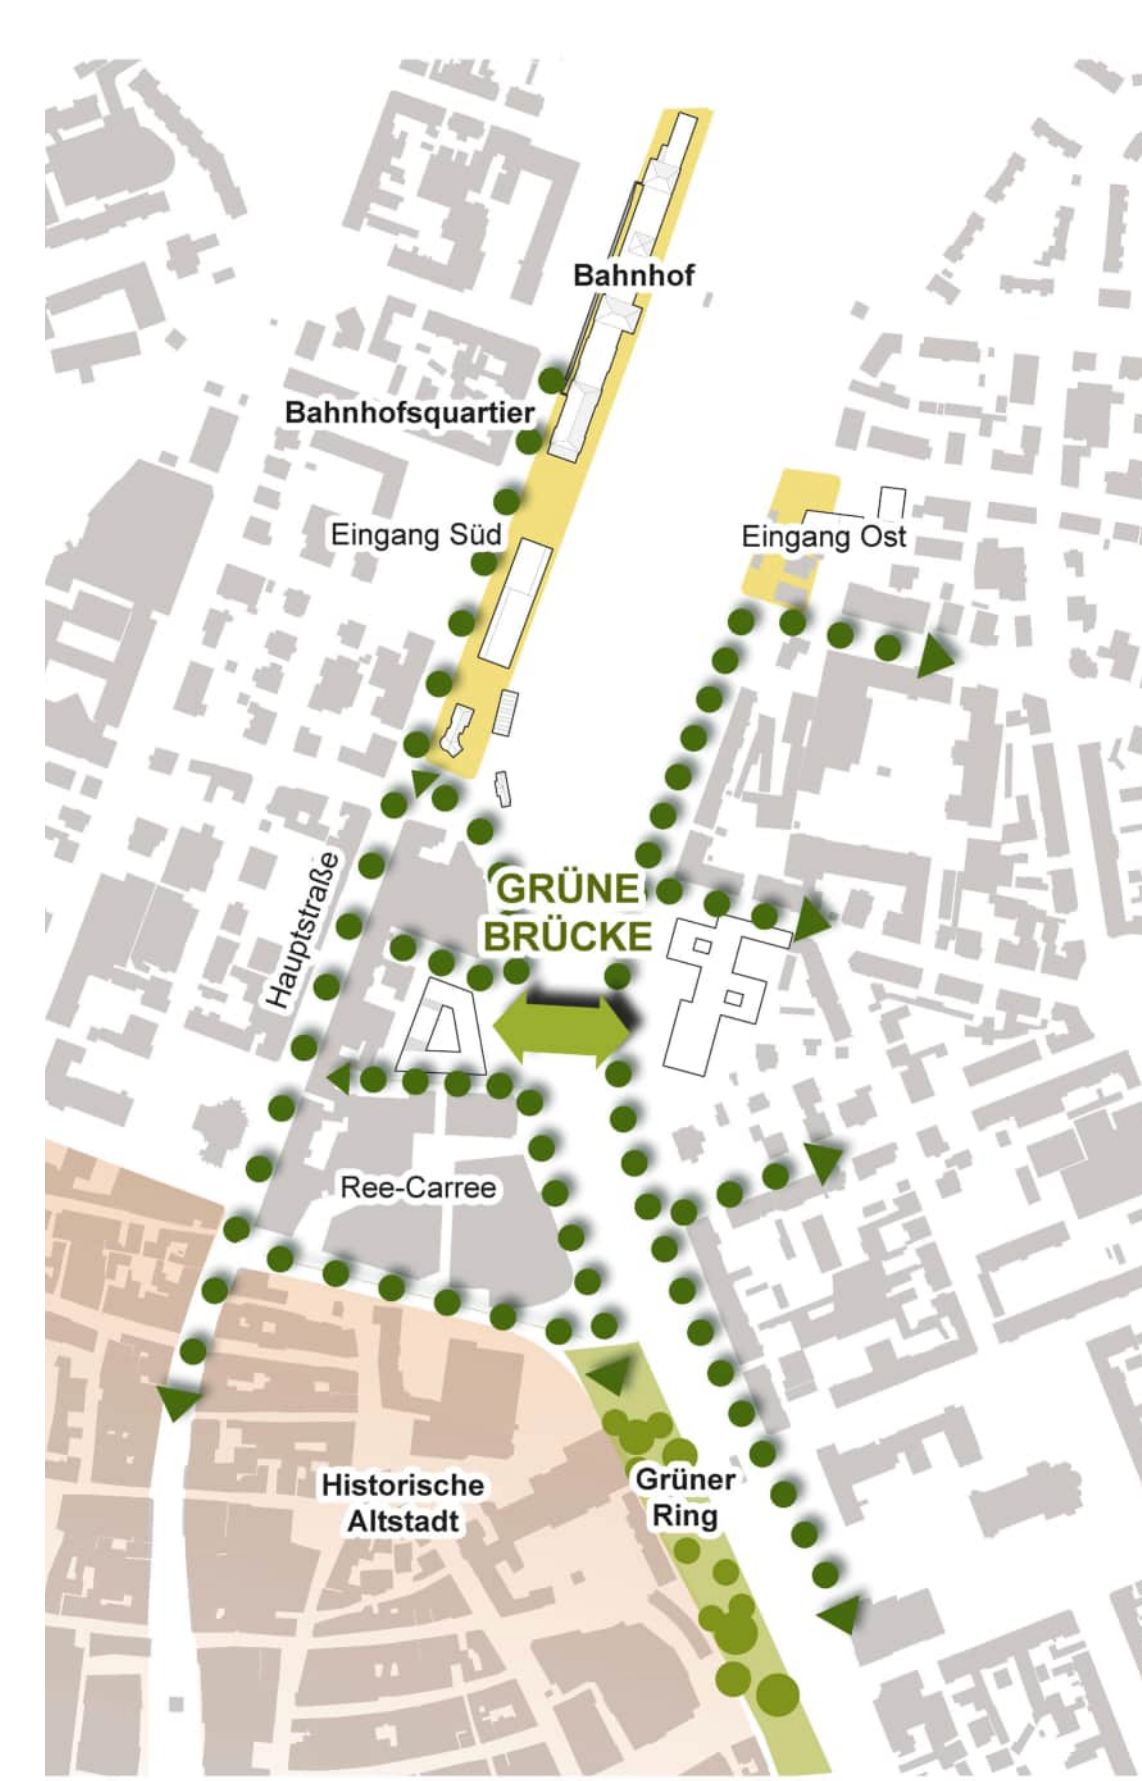 Bahnhof
Bahnhofsquartier
Eingang Süd
Eingang Ost
Hauptstraße
GRÜNE
BRÜCKE
Ree-Carree
Historische
Altstadt
Grüner
Ring